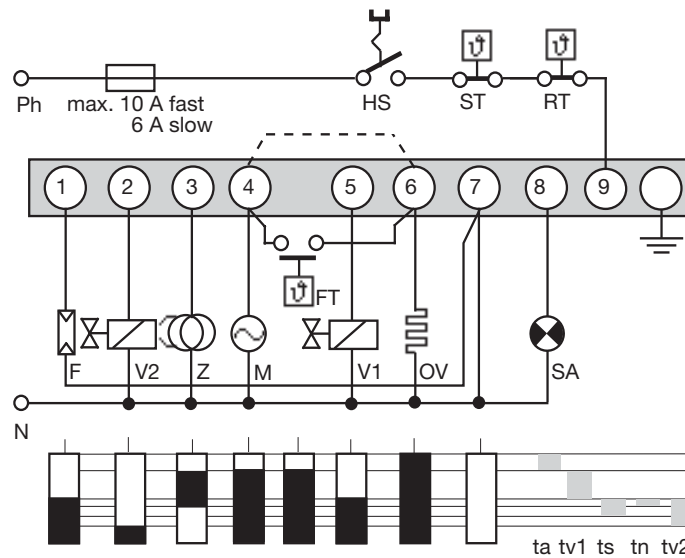 ϑ ϑ
Ph max. 10 A fast HS ST RT
6 A slow
1 2 3 4 5 6 7 8 9
ϑ FT
F V2 Z M V1 OV SA
N
ta tv1 ts tn tv2